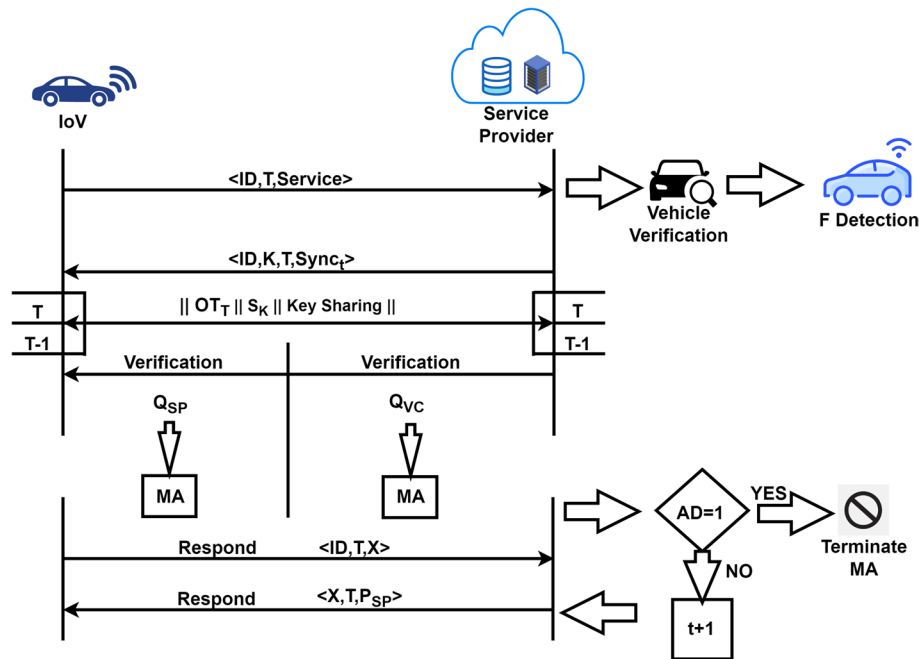 IoV
Service
Provider
<ID,T,Service>
Vehicle
Verification
F Detection
<ID,K,T,Sync_t>
|| OT_T || S_K || Key Sharing ||
T
T
T-1
T-1
Verification
Verification
Q_SP
Q_VC
MA
MA
AD=1
YES
Terminate
MA
NO
Respond <ID,T,X>
Respond <X,T,P_SP>
t+1